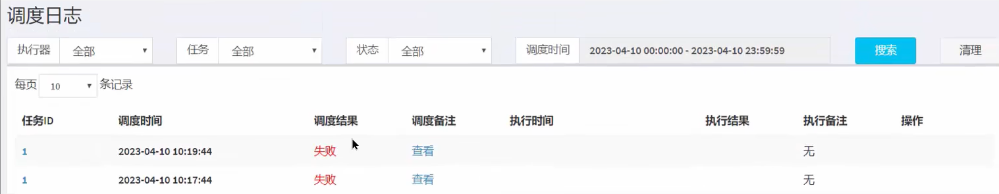 调度日志
执行器 全部 任务 全部 状态 全部 调度时间 2023-04-10 00:00:00 - 2023-04-10 23:59:59 搜索 清理
每页 10 条记录
任务ID 调度时间 调度结果 调度备注 执行时间 执行结果 执行备注 操作
1 2023-04-10 10:19:44 失败 查看 无
1 2023-04-10 10:17:44 失败 查看 无